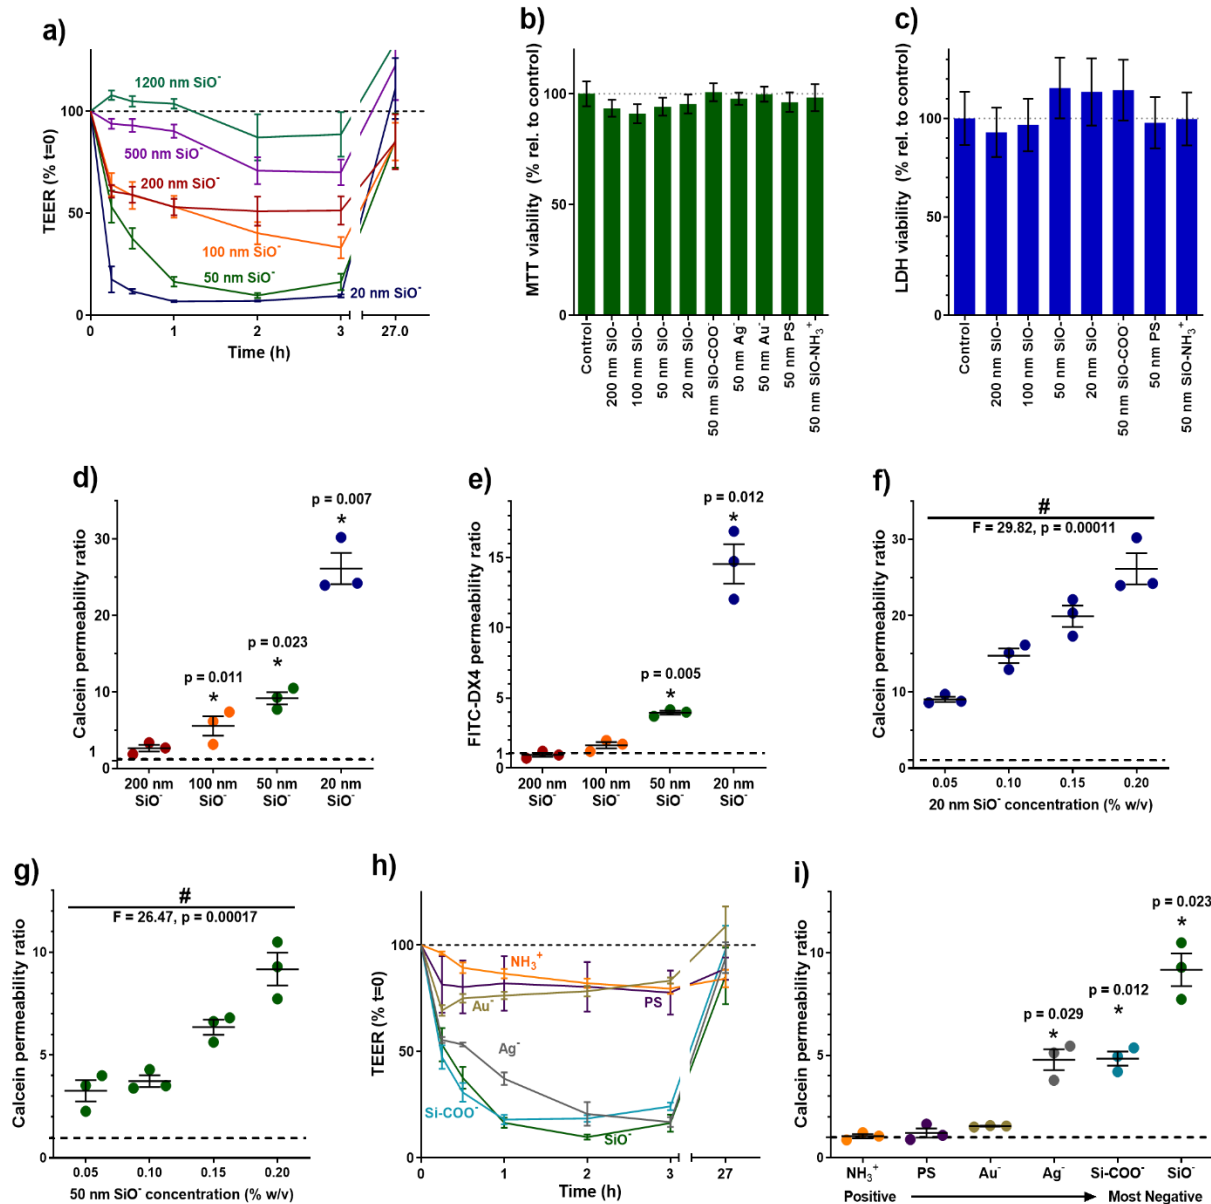 a)
TEER (% t=0)
100
50
0
1200 nm SiO⁻
500 nm SiO⁻
200 nm SiO⁻
100 nm SiO⁻
50 nm SiO⁻
20 nm SiO⁻
0 1 2 3 27.0
Time (h)
b)
MTT viability (% rel. to control)
100
50
0
Control
200 nm SiO-
100 nm SiO-
50 nm SiO-
20 nm SiO-
50 nm SiO-COO⁻
50 nm Ag⁻
50 nm Au⁻
50 nm PS
50 nm SiO-NH₃⁺
c)
LDH viability (% rel. to control)
100
50
0
Control
200 nm SiO-
100 nm SiO-
50 nm SiO-
20 nm SiO-
50 nm SiO-COO⁻
50 nm PS
50 nm SiO-NH₃⁺
d)
Calcein permeability ratio
30
20
10
1
0
p = 0.011
*
p = 0.023
*
p = 0.007
*
200 nm SiO⁻
100 nm SiO⁻
50 nm SiO⁻
20 nm SiO⁻
e)
FITC-DX4 permeability ratio
15
10
5
4
3
2
1
0
p = 0.005
*
p = 0.012
*
200 nm SiO⁻
100 nm SiO⁻
50 nm SiO⁻
20 nm SiO⁻
f)
Calcein permeability ratio
30
20
10
0
#
F = 29.82, p = 0.00011
0.05 0.10 0.15 0.20
20 nm SiO⁻ concentration (% w/v)
g)
Calcein permeability ratio
10
5
0
#
F = 26.47, p = 0.00017
0.05 0.10 0.15 0.20
50 nm SiO⁻ concentration (% w/v)
h)
TEER (% t=0)
100
50
0
NH₃⁺
PS
Au⁻
Ag⁻
Si-COO⁻
SiO⁻
0 1 2 3 27
Time (h)
i)
Calcein permeability ratio
10
5
1
0
p = 0.029
*
p = 0.012
*
p = 0.023
*
NH₃⁺ PS Au⁻ Ag⁻ Si-COO⁻ SiO⁻
Positive Most Negative